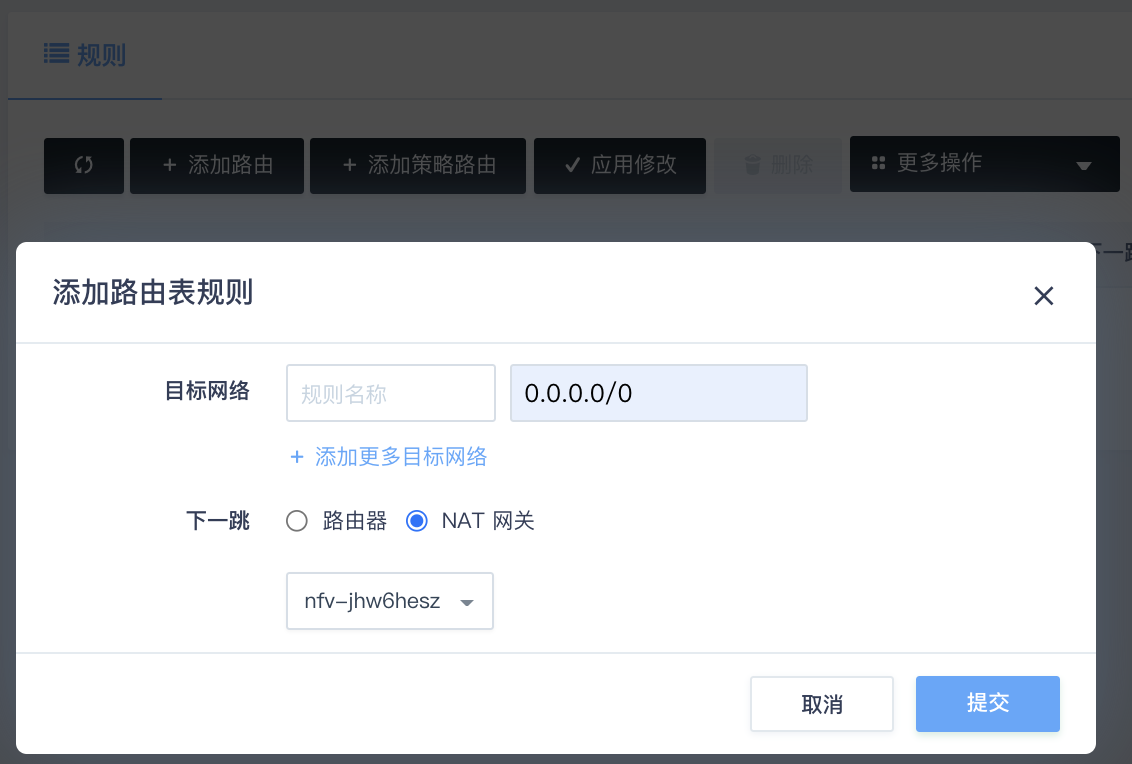 规则
添加路由 添加策略路由 应用修改 删除 更多操作
下一跳
添加路由表规则
目标网络 规则名称 0.0.0.0/0
+ 添加更多目标网络
下一跳 路由器 NAT 网关
nfv-jhw6hesz
取消 提交